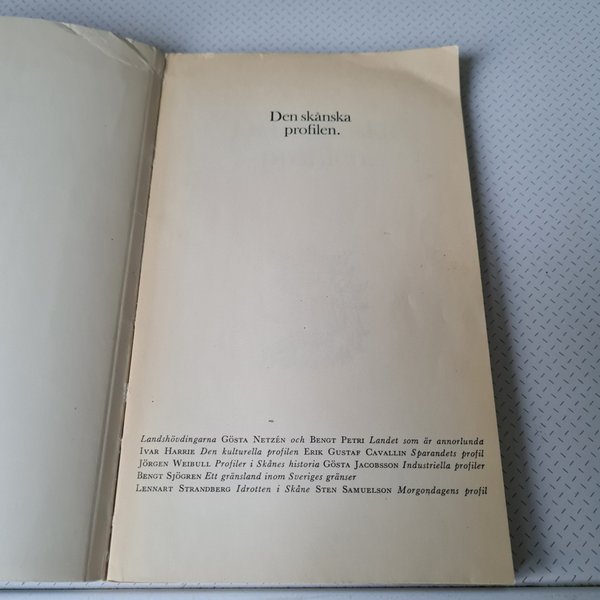 Den skånska
profilen.
Landshövdingarna GÖSTA NETZÉN och BENGT PETRI Landet som är annorlunda
IVAR HARRIE Den kulturella profilen ERIK GUSTAF CAVALLIN Sparandets profil
JÖRGEN WEIBULL Profiler i Skånes historia GÖSTA JACOBSSON Industriella profiler
BENGT SJÖGREN Ett gränsland inom Sveriges gränser
LENNART STRANDBERG Idrotten i Skåne STEN SAMUELSON Morgondagens profil